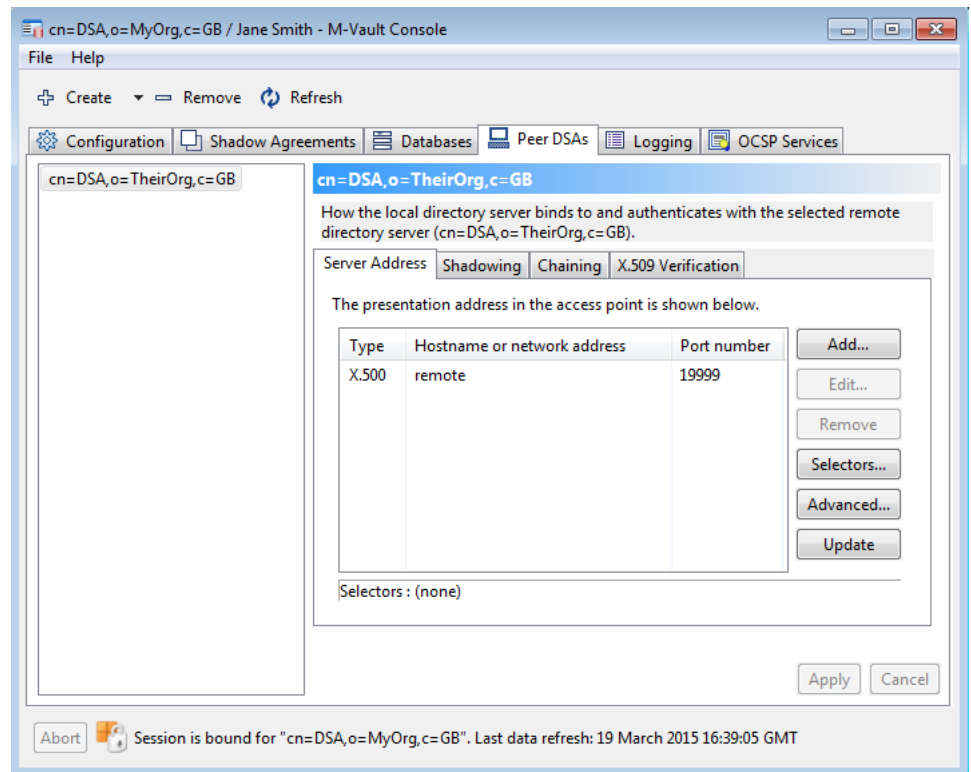 cn=DSA,o=MyOrg,c=GB / Jane Smith - M-Vault Console
File Help
Create Remove Refresh
Configuration Shadow Agreements Databases Peer DSAs Logging OCSP Services
cn=DSA,o=TheirOrg,c=GB
cn=DSA,o=TheirOrg,c=GB
How the local directory server binds to and authenticates with the selected remote
directory server (cn=DSA,o=TheirOrg,c=GB).
Server Address Shadowing Chaining X.509 Verification
The presentation address in the access point is shown below.
Type Hostname or network address Port number
X.500 remote 19999
Add...
Edit...
Remove
Selectors...
Advanced...
Update
Selectors : (none)
Apply Cancel
Abort Session is bound for "cn=DSA,o=MyOrg,c=GB". Last data refresh: 19 March 2015 16:39:05 GMT